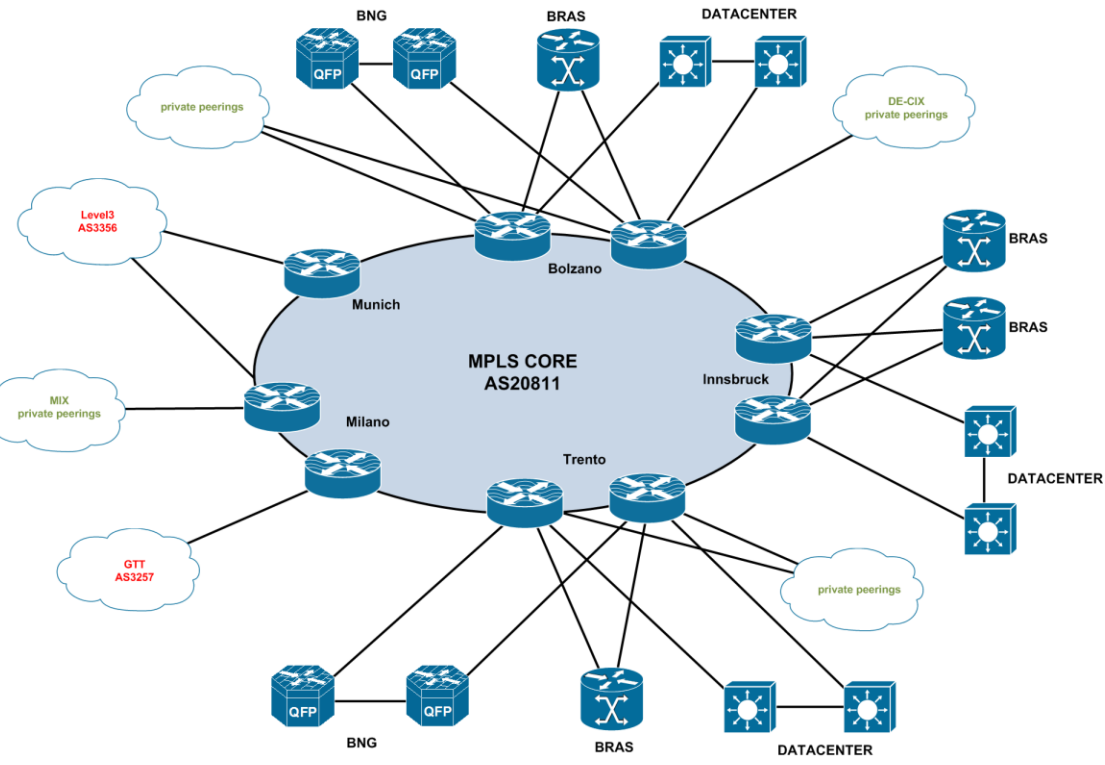 BNG
BRAS
DATACENTER
QFP
QFP
private peerings
DE-CIX
private peerings
Level3
AS3356
BRAS
Bolzano
Munich
BRAS
MPLS CORE
AS20811
Innsbruck
MIX
private peerings
Milano
Trento
DATACENTER
GTT
AS3257
private peerings
QFP
QFP
BNG
BRAS
DATACENTER